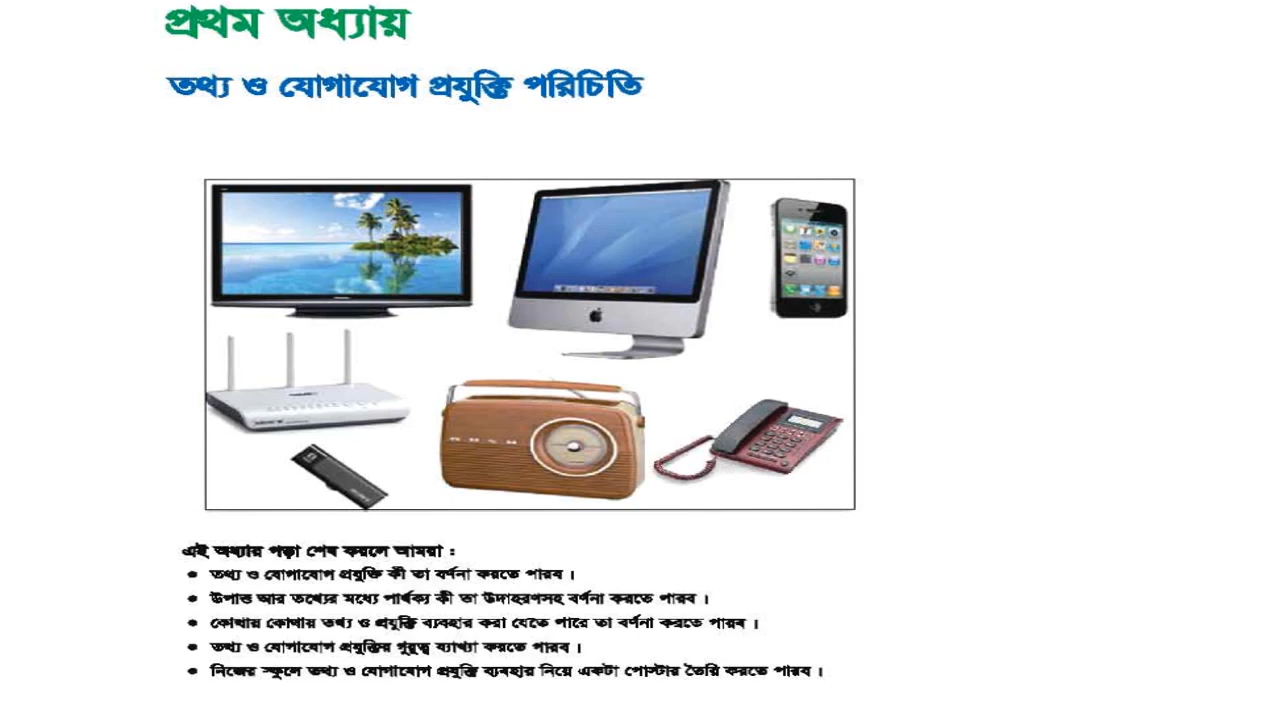 প্রথম অধ্যায়
তথ্য ও যোগাযোগ প্রযুক্তি পরিচিতি
এই অধ্যায় পড়া শেষ করলে আমরা :
● তথ্য ও যোগাযোগ প্রযুক্তি কী তা বর্ণনা করতে পারব ।
● উপাত্ত আর তথ্যের মধ্যে পার্থক্য কী তা উদাহরণসহ বর্ণনা করতে পারব ।
● কোথায় কোথায় তথ্য ও প্রযুক্তি ব্যবহার করা যেতে পারে তা বর্ণনা করতে পারব ।
● তথ্য ও যোগাযোগ প্রযুক্তির গুরুত্ব ব্যাখ্যা করতে পারব ।
● নিজের স্কুলে তথ্য ও যোগাযোগ প্রযুক্তি ব্যবহার নিয়ে একটা পোস্টার তৈরি করতে পারব ।